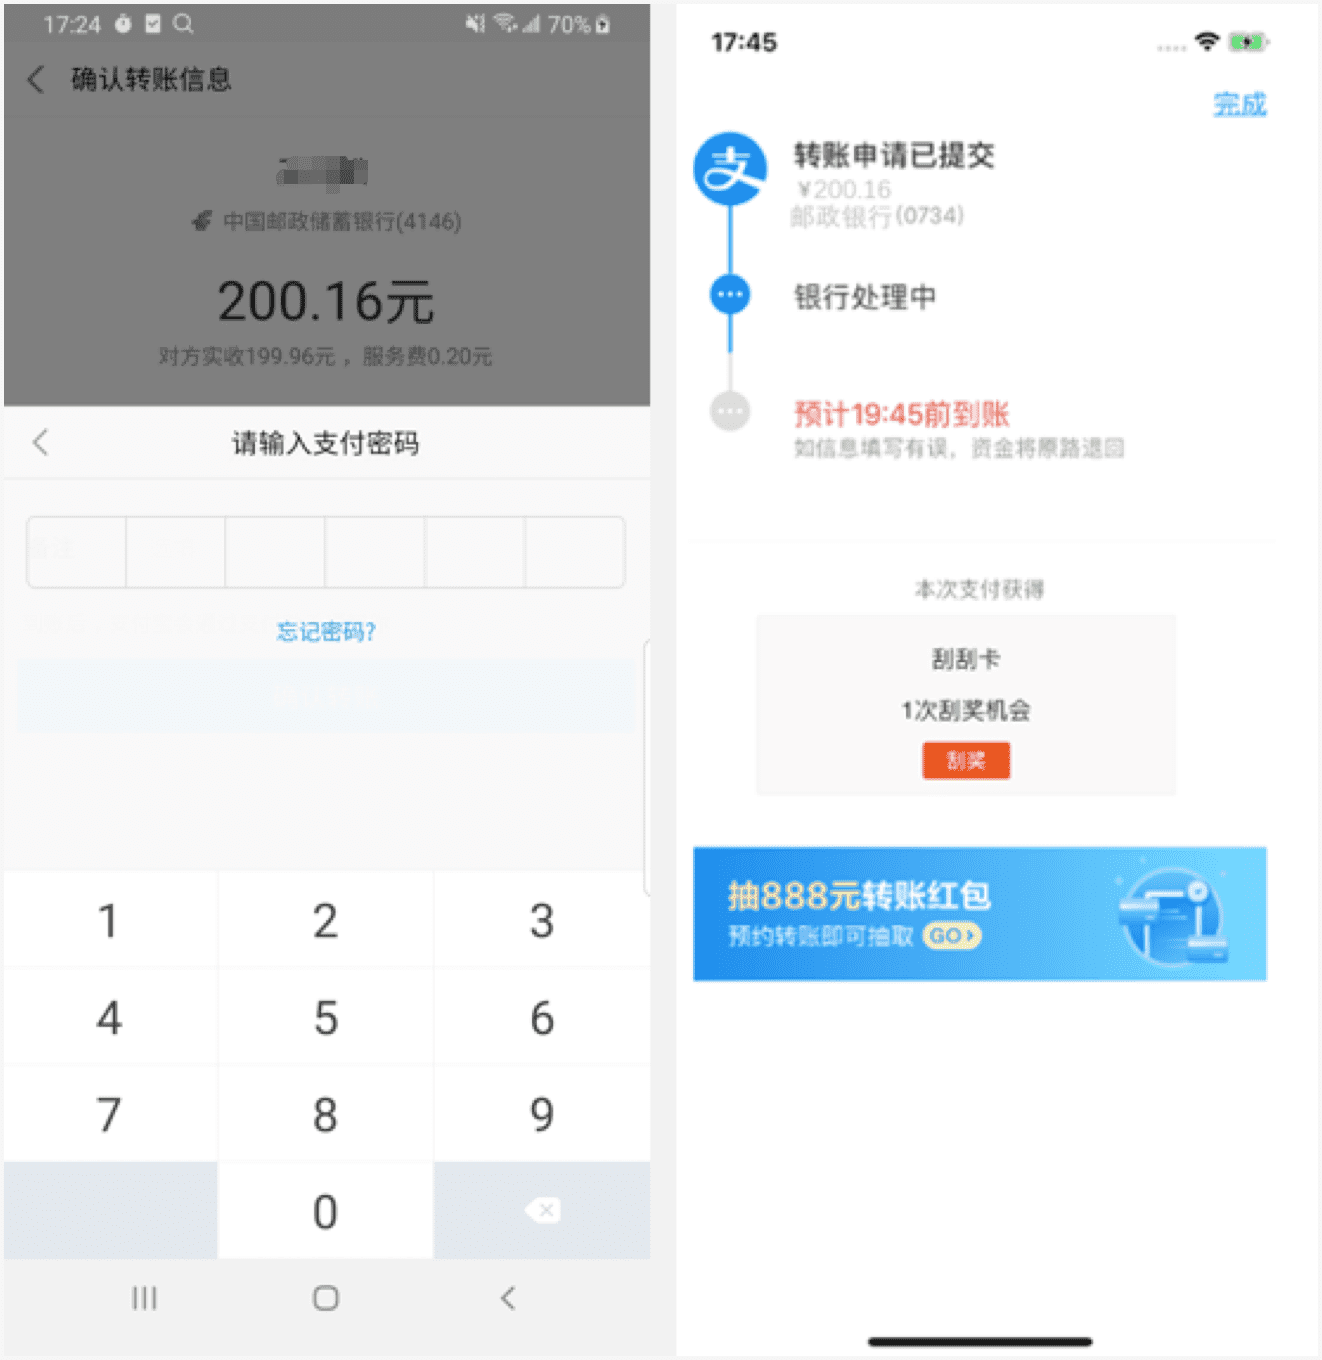 17:24
70%
确认转账信息
中国邮政储蓄银行(4146)
200.16元
对方实收199.96元，服务费0.20元
请输入支付密码
忘记密码?
1 2 3
4 5 6
7 8 9
0
17:45
完成
支
转账申请已提交
¥200.16
邮政银行(0734)
银行处理中
预计19:45前到账
如信息填写有误，资金将原路退回
本次支付获得
刮刮卡
1次刮奖机会
刮奖
抽888元转账红包
预约转账即可抽取 GO